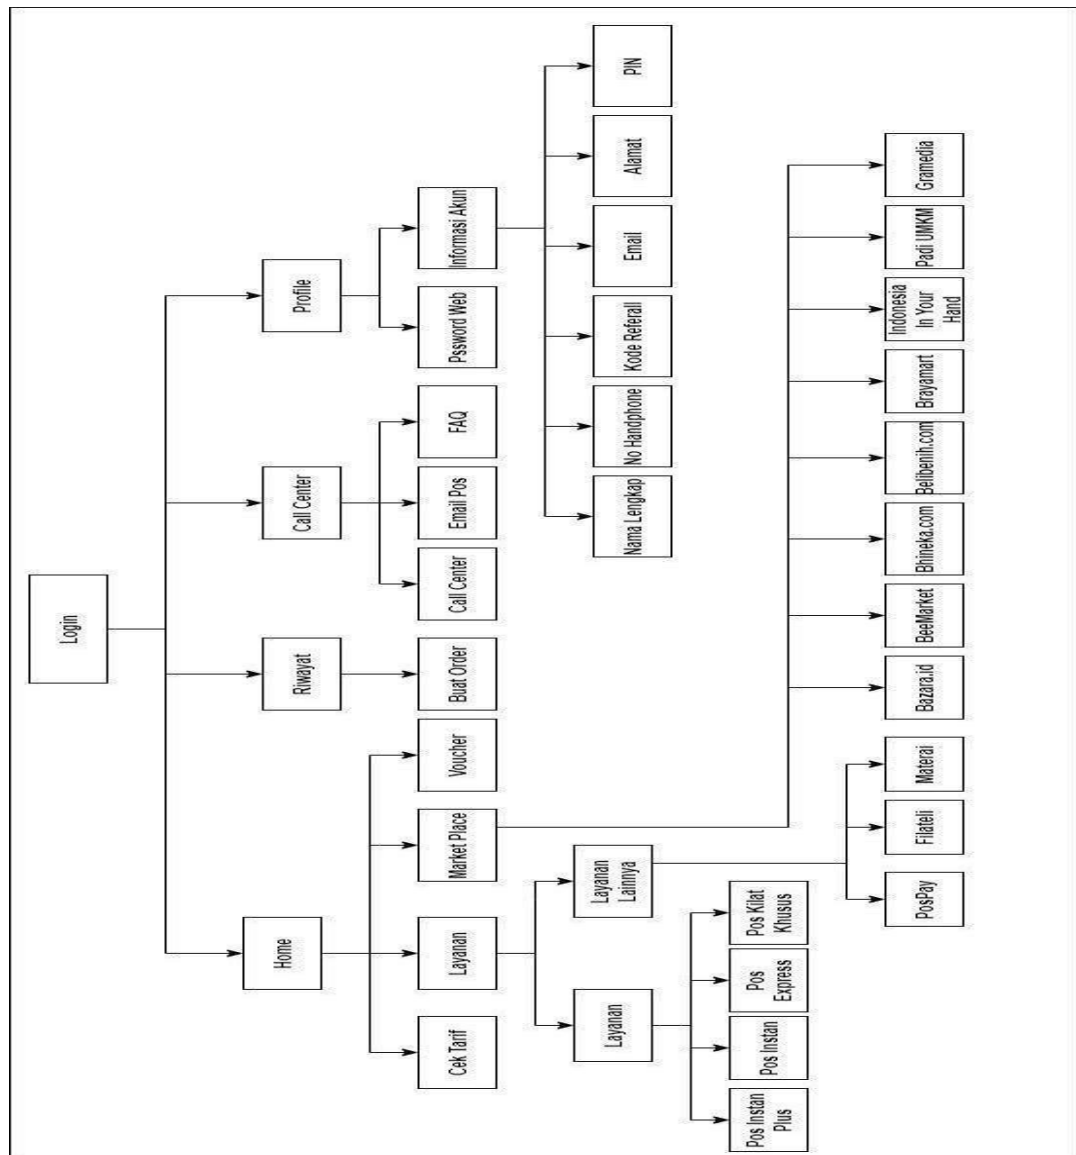 Login
Home
Riwayat
Call Center
Profile
Cek Tarif
Layanan
Market Place
Voucher
Buat Order
Call Center
Email Pos
FAQ
Pssword Web
Informasi Akun
Layanan
Layanan
Lainnya
Nama Lengkap
No Handphone
Kode Referall
Email
Alamat
PIN
Pos Instan
Plus
Pos Instan
Pos
Express
Pos Kilat
Khusus
PosPay
Filateli
Materai
Bazara.id
BeeMarket
Bhineka.com
Belibenih.com
Brayamart
Indonesia
In Your
Hand
Padi UMKM
Gramedia